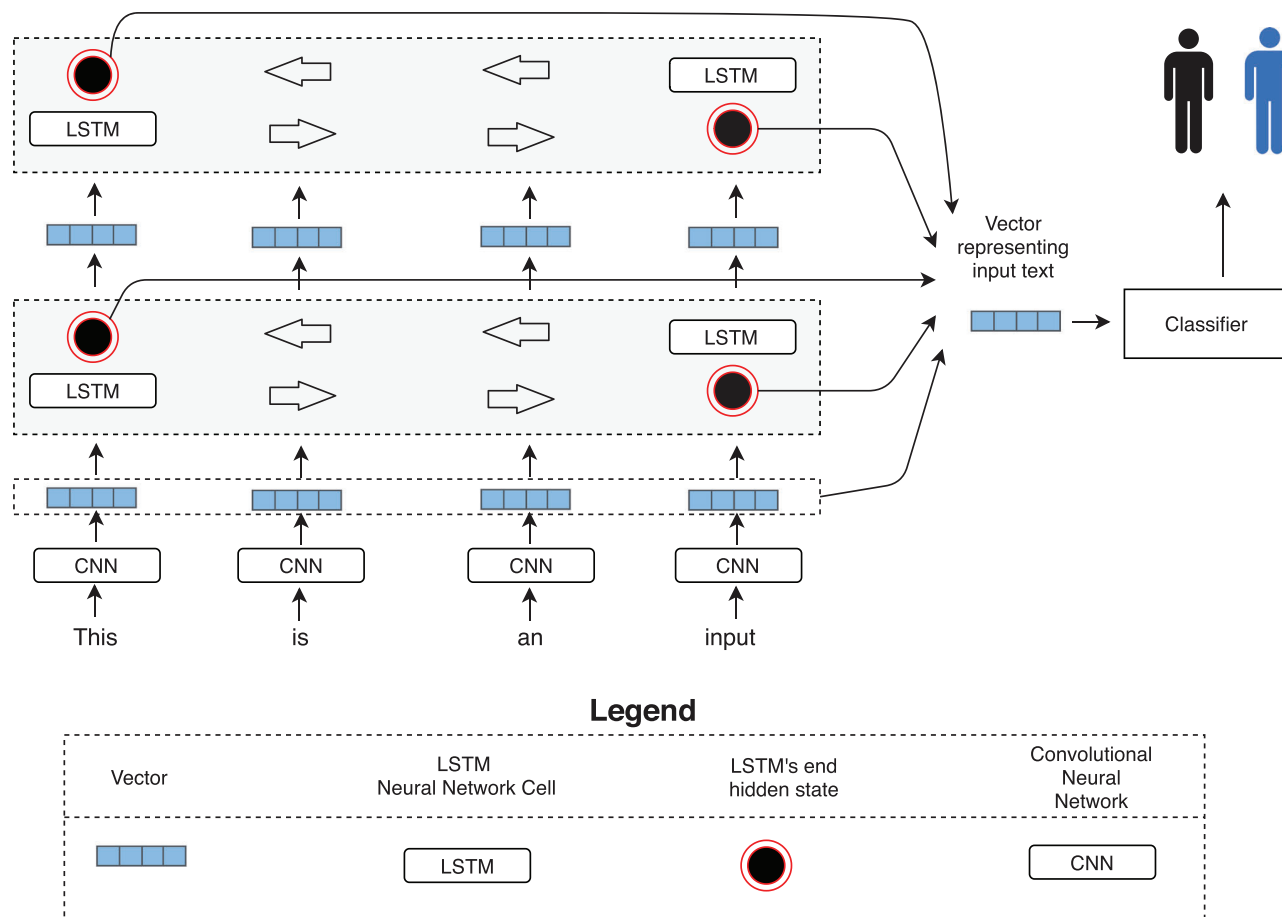 LSTM
LSTM
Vector
representing
input text
LSTM
LSTM
Classifier
CNN
CNN
CNN
CNN
This
is
an
input
Legend
Vector
LSTM
Neural Network Cell
LSTM's end
hidden state
Convolutional
Neural
Network
LSTM
CNN